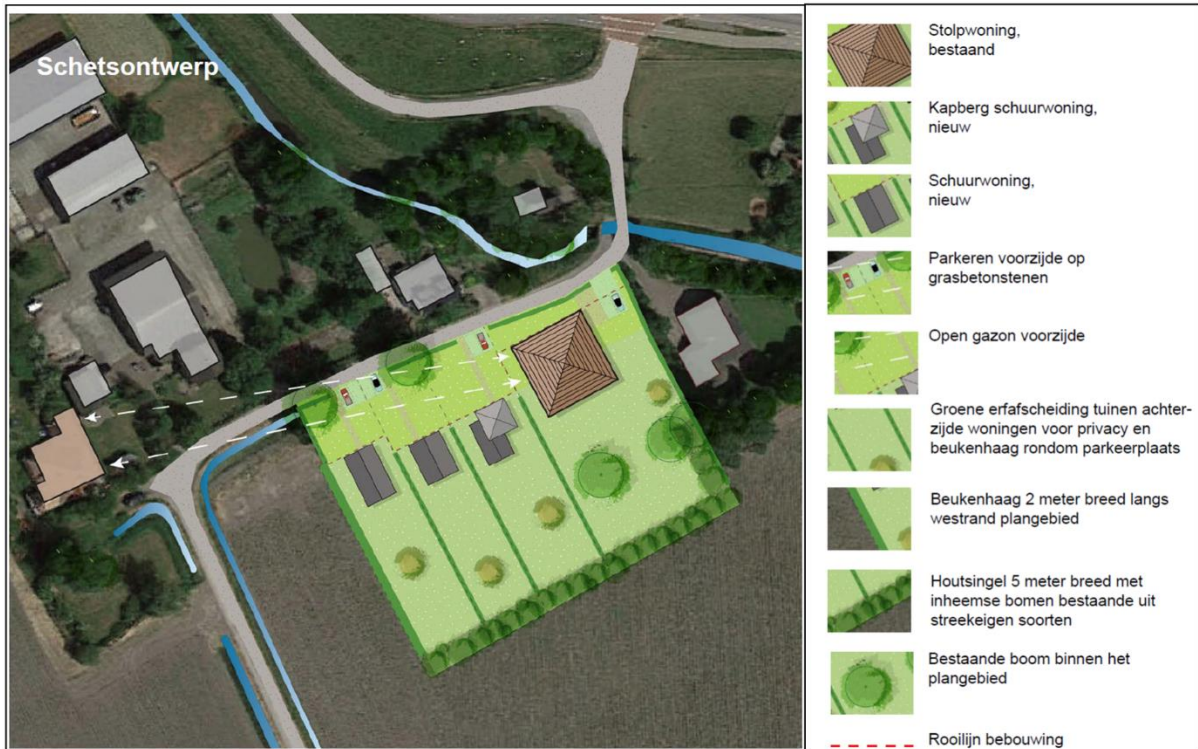 Schetsontwerp
Stolpwoning,
bestaand
Kapberg schuurwoning,
nieuw
Schuurwoning,
nieuw
Parkeren voorzijde op
grasbetonstenen
Open gazon voorzijde
Groene erfafscheiding tuinen achter-
zijde woningen voor privacy en
beukenhaag rondom parkeerplaats
Beukenhaag 2 meter breed langs
westrand plangebied
Houtsingel 5 meter breed met
inheemse bomen bestaande uit
streekeigen soorten
Bestaande boom binnen het
plangebied
Rooilijn bebouwing